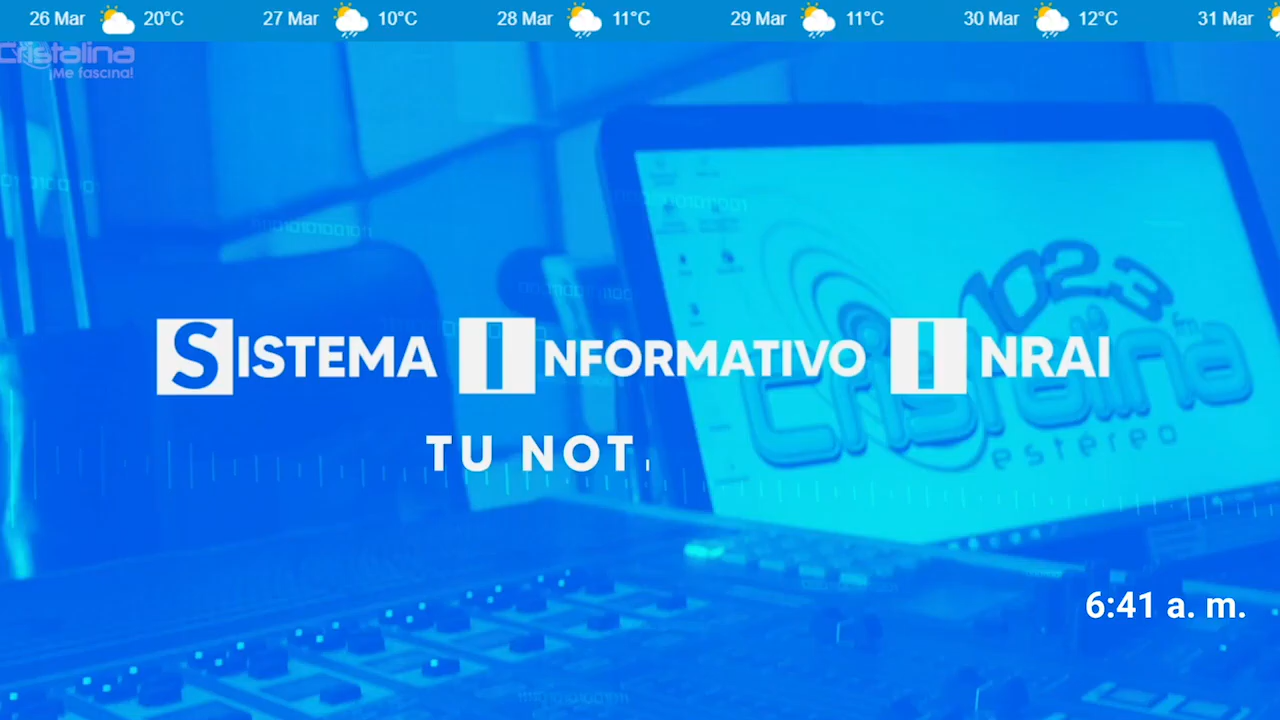 26 Mar 20°C 27 Mar 10°C 28 Mar 11°C 29 Mar 11°C 30 Mar 12°C 31 Mar
Cristalina
¡Me fascina!
102.3
SISTEMA INFORMATIVO INRAI
Cristalina
estéreo
TU NOT
6:41 a. m.